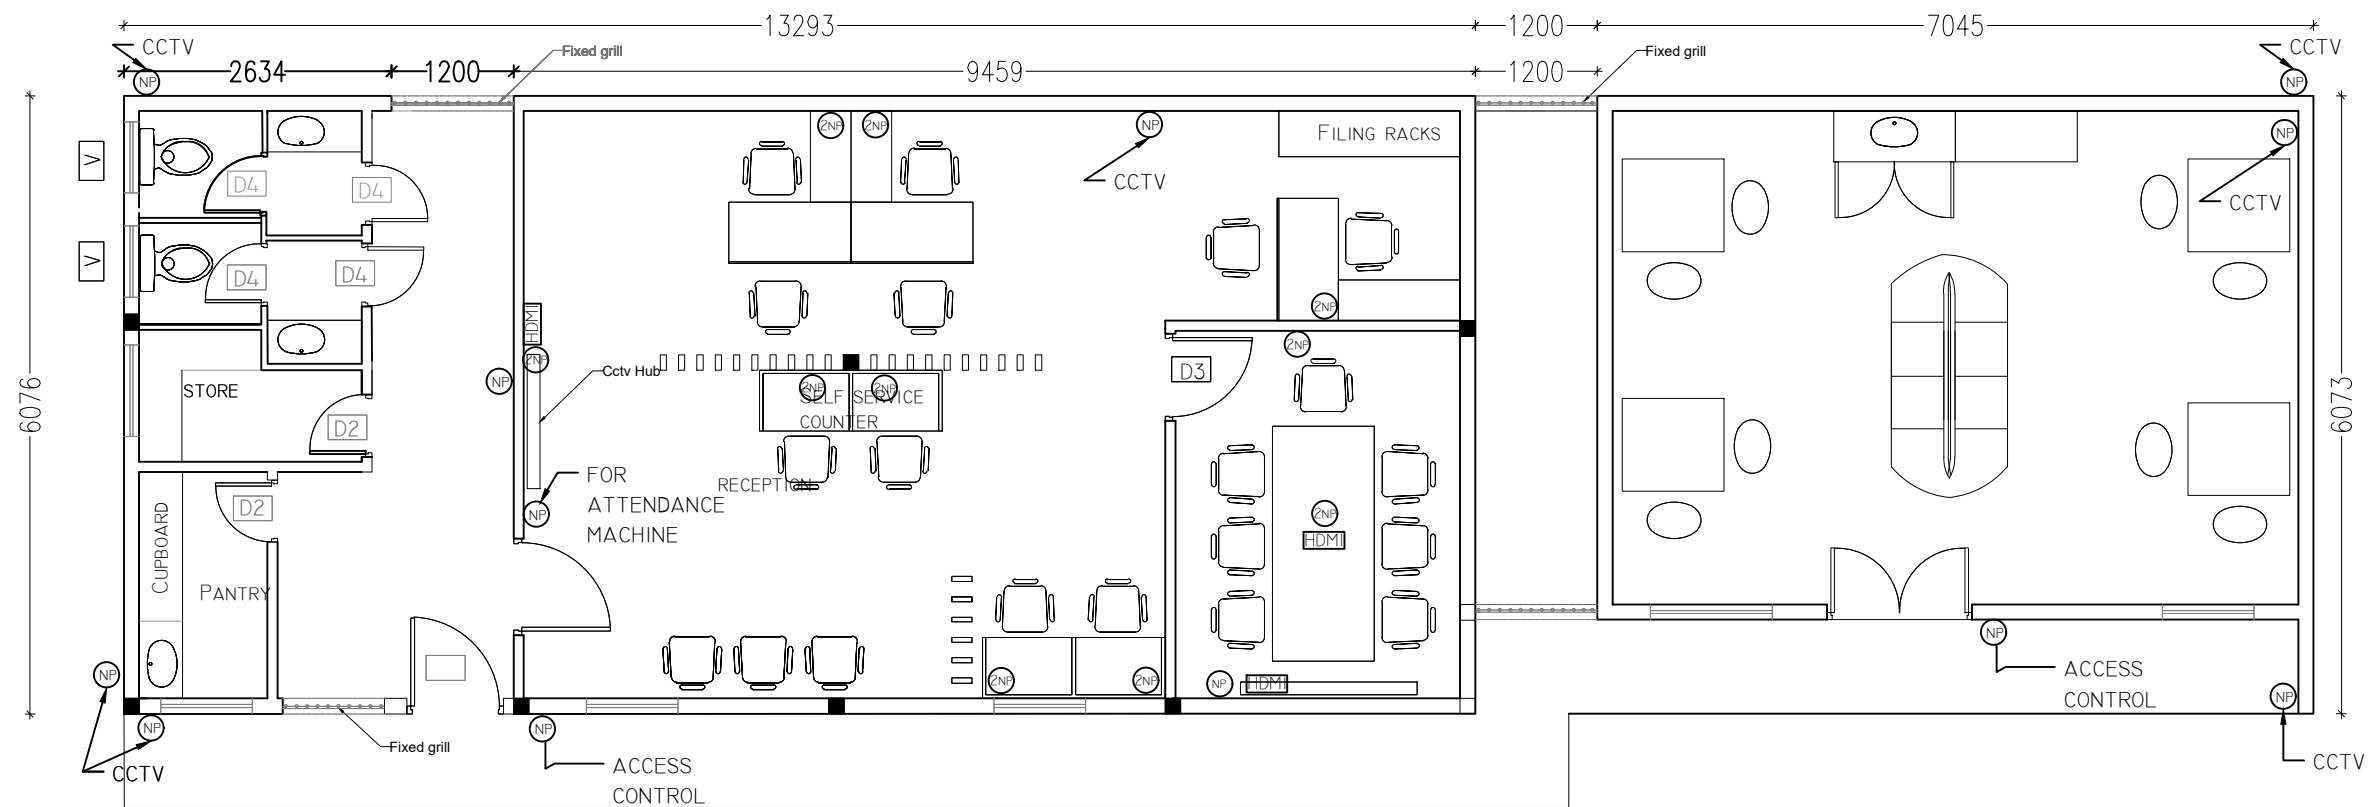 13293
1200
7045
CCTV
Fixed grill
Fixed grill
CCTV
2634
1200
9459
1200
NP
NP
2NP
2NP
NP
FILING RACKS
NP
V
D4
D4
CCTV
CCTV
V
D4
D4
HDMI
2NP
2NP
2NP
NP
Cctv Hub
D3
6076
STORE
2NP
2NP
SELF SERVICE
COUNTER
6073
D2
FOR
ATTENDANCE
MACHINE
RECEPTION
D2
NP
2NP
HDMI
CUPBOARD
PANTRY
NP
ACCESS
CONTROL
NP
2NP
2NP
NP
HDMI
NP
NP
NP
Fixed grill
CCTV
ACCESS
CONTROL
CCTV